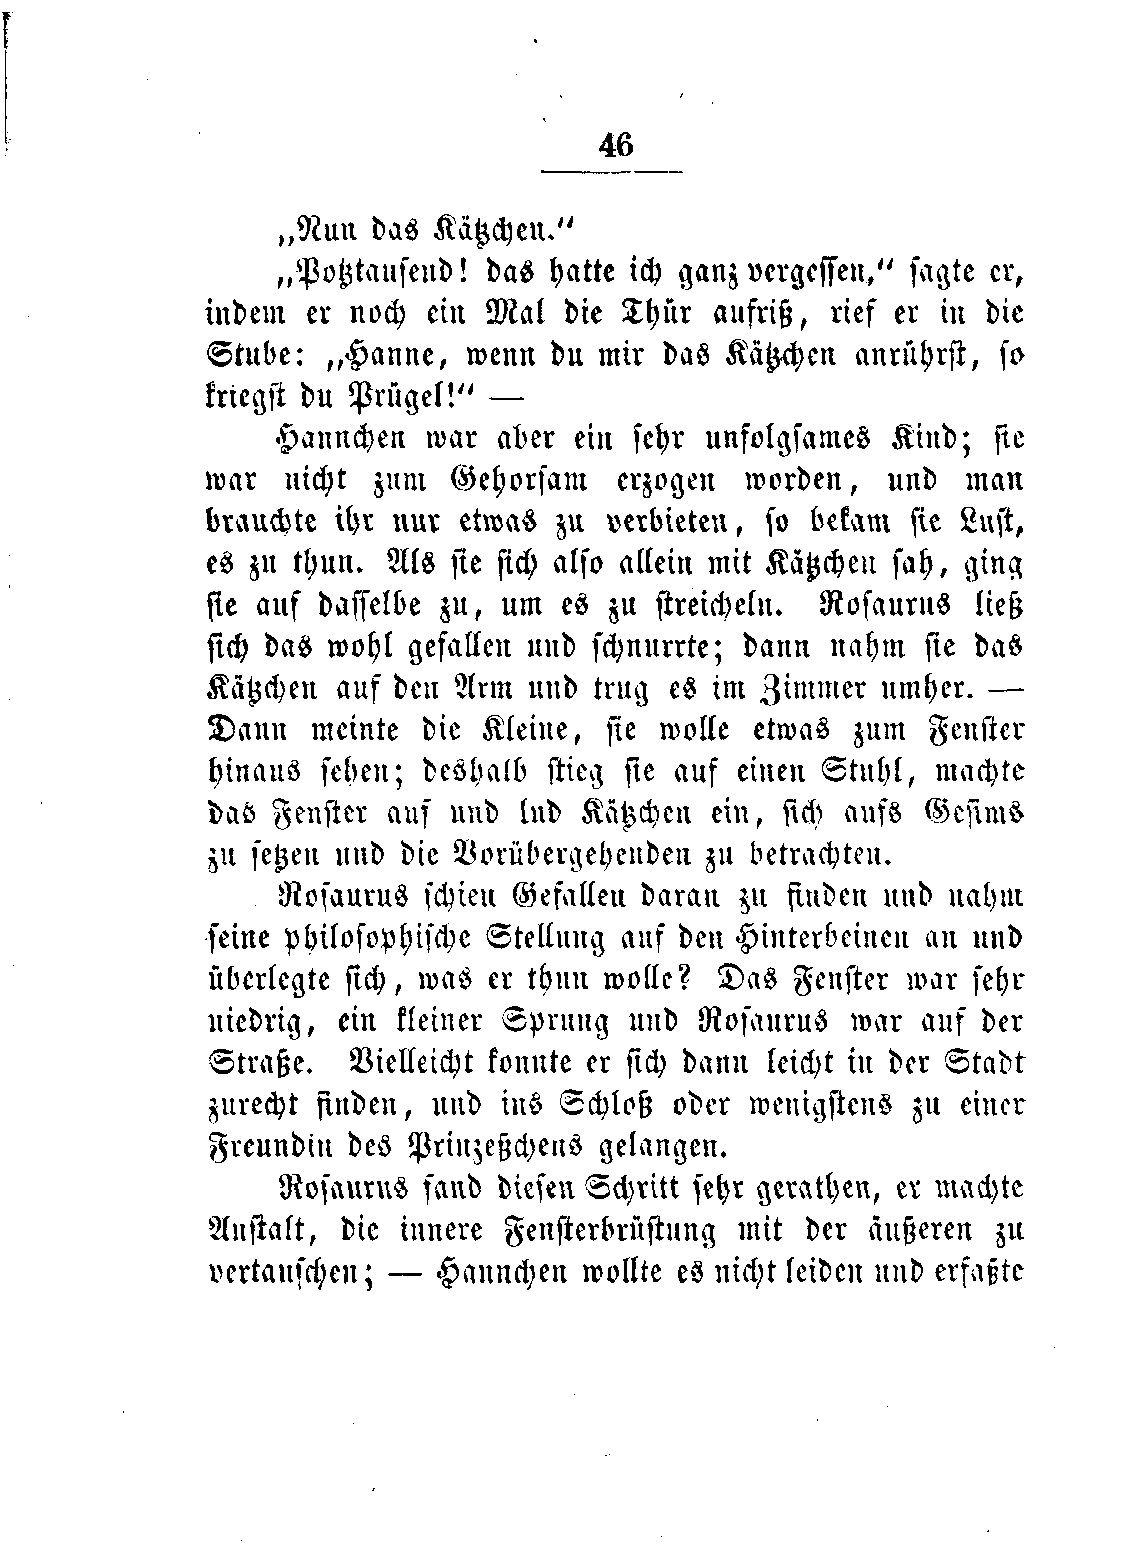 46
„Nun das Kätzchen.“
„Potztausend! das hatte ich ganz vergessen,“ sagte er,
indem er noch ein Mal die Thür aufriß, rief er in die
Stube: „Hanne, wenn du mir das Kätzchen anrührst, so
kriegst du Prügel!“ —
Hannchen war aber ein sehr unfolgsames Kind; sie
war nicht zum Gehorsam erzogen worden, und man
brauchte ihr nur etwas zu verbieten, so bekam sie Lust,
es zu thun. Als sie sich also allein mit Kätzchen sah, ging
sie auf dasselbe zu, um es zu streicheln. Rosaurus ließ
sich das wohl gefallen und schnurrte; dann nahm sie das
Kätzchen auf den Arm und trug es im Zimmer umher. —
Dann meinte die Kleine, sie wolle etwas zum Fenster
hinaus sehen; deshalb stieg sie auf einen Stuhl, machte
das Fenster auf und lud Kätzchen ein, sich aufs Gesims
zu setzen und die Vorübergehenden zu betrachten.
Rosaurus schien Gefallen daran zu finden und nahm
seine philosophische Stellung auf den Hinterbeinen an und
überlegte sich, was er thun wolle? Das Fenster war sehr
niedrig, ein kleiner Sprung und Rosaurus war auf der
Straße. Vielleicht konnte er sich dann leicht in der Stadt
zurecht finden, und ins Schloß oder wenigstens zu einer
Freundin des Prinzeßchens gelangen.
Rosaurus fand diesen Schritt sehr gerathen, er machte
Anstalt, die innere Fensterbrüstung mit der äußeren zu
vertauschen; — Hannchen wollte es nicht leiden und erfaßte